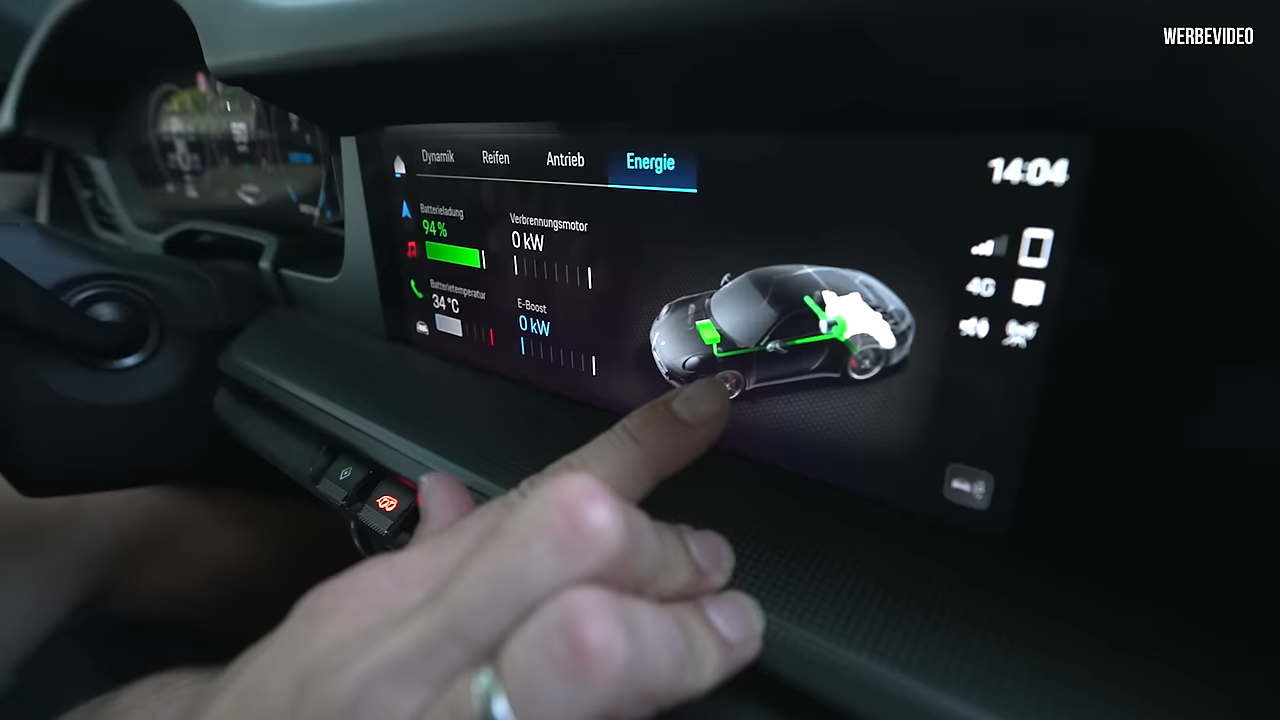 WERBEVIDEO
Dynamik Reifen Antrieb Energie
14:04
Batterieladung
94 %
Verbrennungsmotor
0 kW
4G
Batterietemperatur
34 °C
E-Boost
0 kW